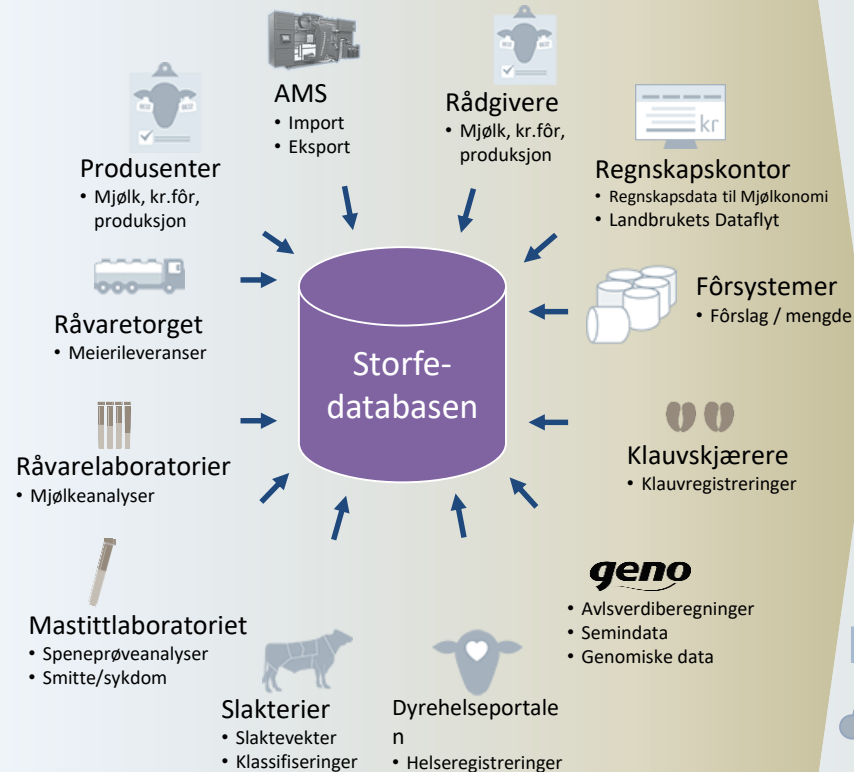 AMS
• Import
• Eksport
Rådgivere
• Mjølk, kr.fôr,
produksjon
Produsenter
• Mjølk, kr.fôr,
produksjon
kr
Regnskapskontor
• Regnskapsdata til Mjølkonomi
• Landbrukets Dataflyt
Råvaretorget
• Meierileveranser
Fôrsystemer
• Fôrslag / mengde
Storfe-
databasen
Råvarelaboratorier
• Mjølkeanalyser
Klauvskjærere
• Klauvregistreringer
Mastittlaboratoriet
• Speneprøveanalyser
• Smitte/sykdom
geno
• Avlsverdiberegninger
• Semindata
• Genomiske data
Slakterier
• Slaktevekter
• Klassifiseringer
Dyrehelseportale
n
• Helseregistreringer